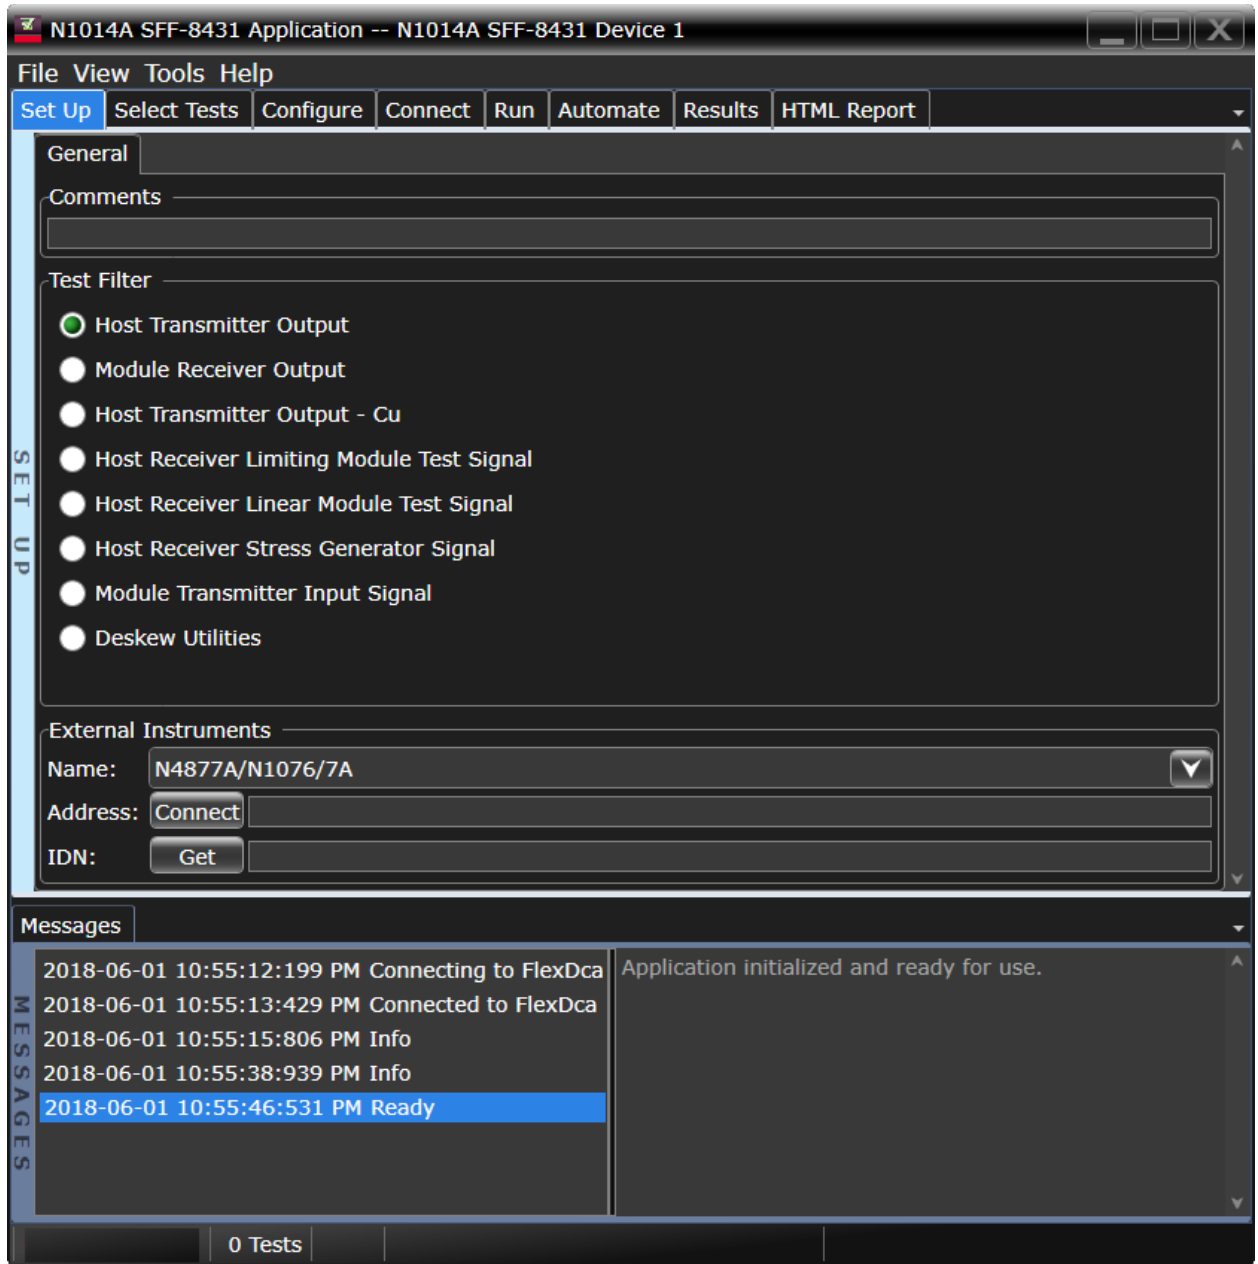 N1014A SFF-8431 Application -- N1014A SFF-8431 Device 1
File View Tools Help
Set Up Select Tests Configure Connect Run Automate Results HTML Report
General
Comments
Test Filter
Host Transmitter Output
Module Receiver Output
Host Transmitter Output - Cu
Host Receiver Limiting Module Test Signal
Host Receiver Linear Module Test Signal
Host Receiver Stress Generator Signal
Module Transmitter Input Signal
Deskew Utilities
SET UP
External Instruments
Name: N4877A/N1076/7A
Address: Connect
IDN: Get
Messages
MESSAGES
2018-06-01 10:55:12:199 PM Connecting to FlexDca
2018-06-01 10:55:13:429 PM Connected to FlexDca
2018-06-01 10:55:15:806 PM Info
2018-06-01 10:55:38:939 PM Info
2018-06-01 10:55:46:531 PM Ready
Application initialized and ready for use.
0 Tests